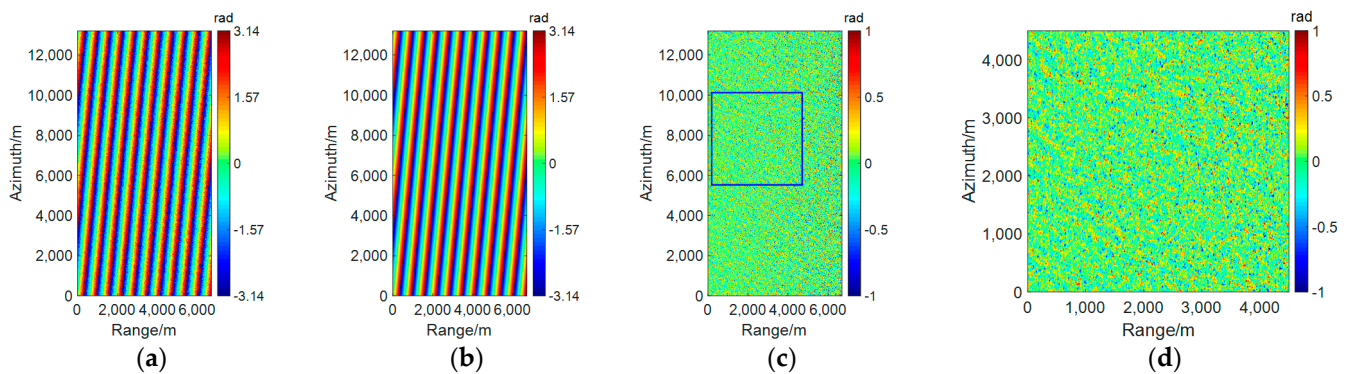 rad
3.14
1.57
0
-1.57
-3.14
12,000
10,000
8,000
6,000
4,000
2,000
0
Azimuth/m
0 2,000 4,000 6,000
Range/m
(a)
rad
3.14
1.57
0
-1.57
-3.14
12,000
10,000
8,000
6,000
4,000
2,000
0
Azimuth/m
0 2,000 4,000 6,000
Range/m
(b)
rad
1
0.5
0
-0.5
-1
12,000
10,000
8,000
6,000
4,000
2,000
0
Azimuth/m
0 2,000 4,000 6,000
Range/m
(c)
rad
1
0.5
0
-0.5
-1
4,000
3,000
2,000
1,000
0
Azimuth/m
0 1,000 2,000 3,000 4,000
Range/m
(d)